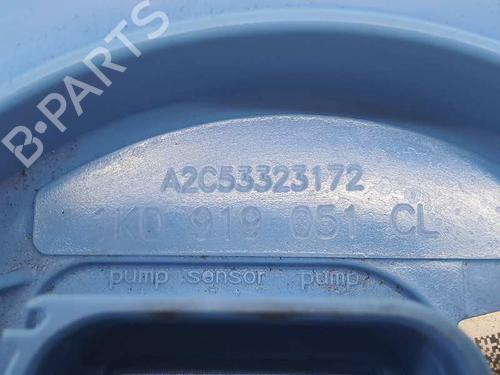 B-PARTS
A2C53323172
1K0 919 051 CL
pump sensor pump